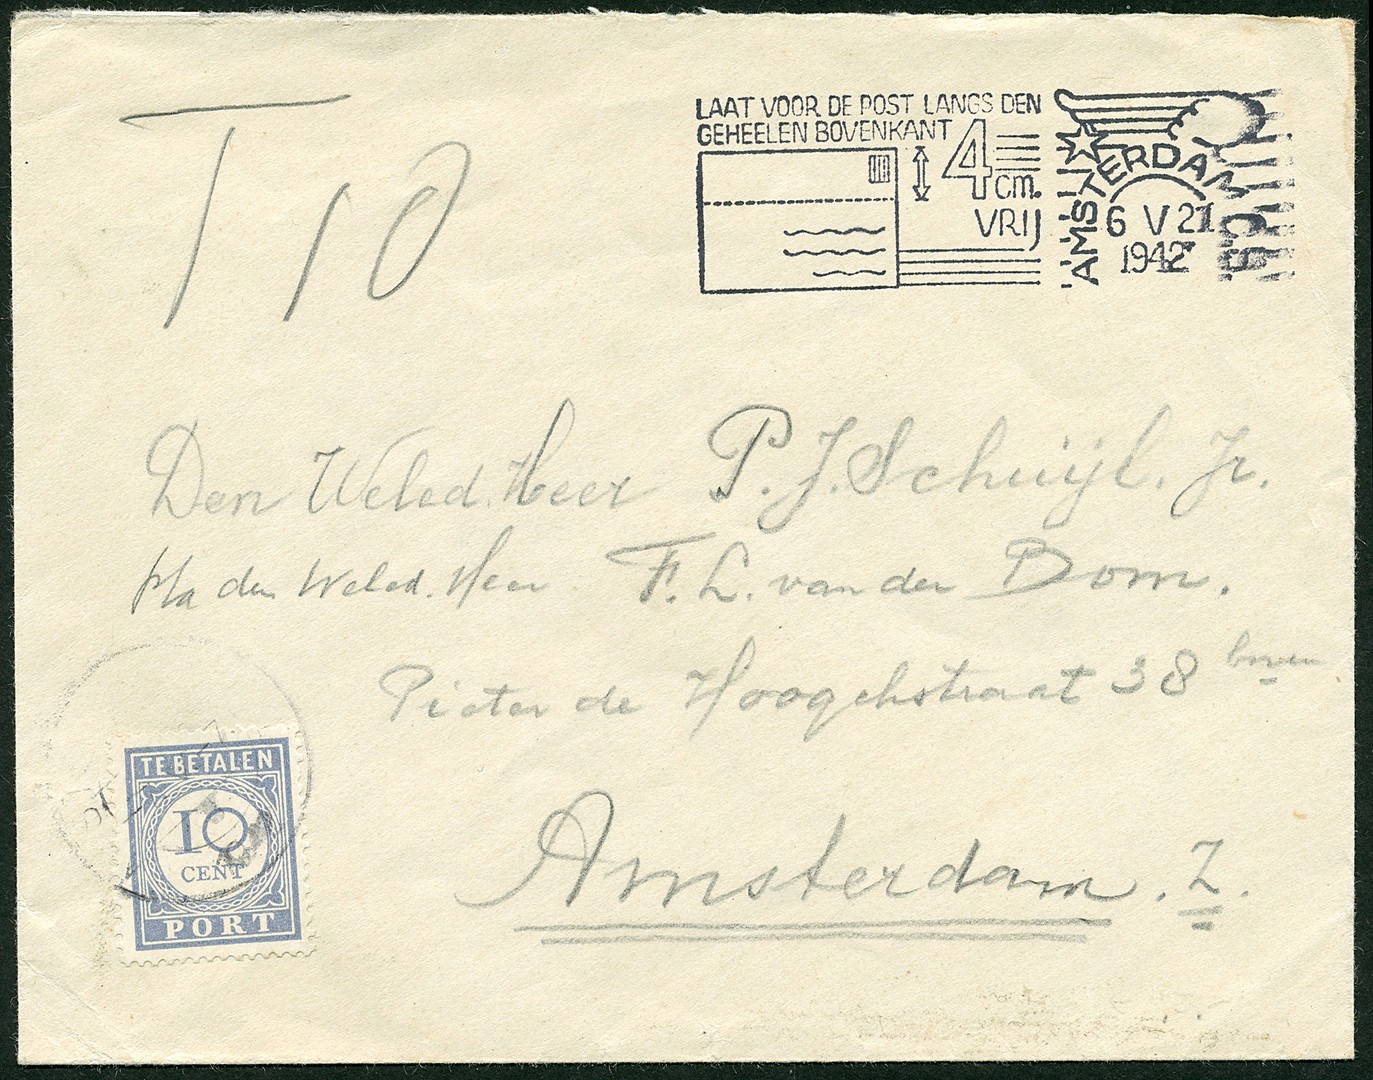 LAAT VOOR DE POST LANGS DEN
GEHEELEN BOVENKANT 4
cm.
VRIJ
AMSTERDAM
6 V 21
1942
T 10
Den Weled. Heer P. J. Schuijl. Jr.
p/a den Weled. Heer F. L. van der Bom.
Pieter de Hooghstraat 38 boven
Amsterdam. Z.
TE BETALEN
10
CENT
PORT